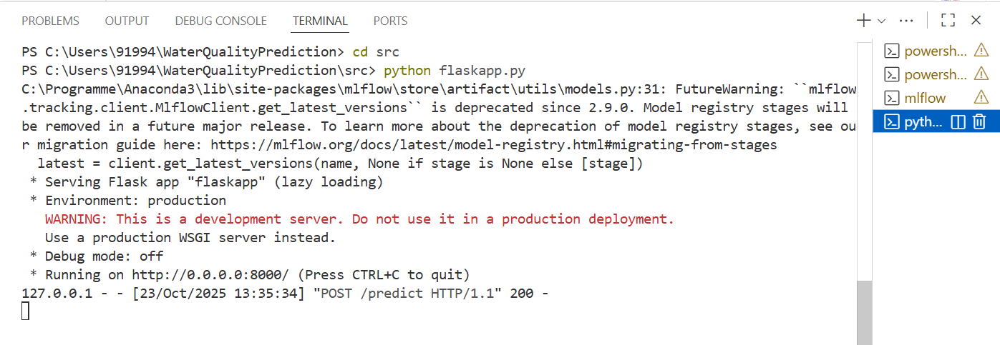 PROBLEMS OUTPUT DEBUG CONSOLE TERMINAL PORTS
PS C:\Users\91994\WaterQualityPrediction> cd src
PS C:\Users\91994\WaterQualityPrediction\src> python flaskapp.py
C:\Programme\Anaconda3\lib\site-packages\mlflow\store\artifact\utils\models.py:31: FutureWarning: ``mlflow
.tracking.client.MlflowClient.get_latest_versions`` is deprecated since 2.9.0. Model registry stages will
be removed in a future major release. To learn more about the deprecation of model registry stages, see ou
r migration guide here: https://mlflow.org/docs/latest/model-registry.html#migrating-from-stages
  latest = client.get_latest_versions(name, None if stage is None else [stage])
 * Serving Flask app "flaskapp" (lazy loading)
 * Environment: production
   WARNING: This is a development server. Do not use it in a production deployment.
   Use a production WSGI server instead.
 * Debug mode: off
 * Running on http://0.0.0.0:8000/ (Press CTRL+C to quit)
127.0.0.1 - - [23/Oct/2025 13:35:34] "POST /predict HTTP/1.1" 200 -
powersh...
powersh...
mlflow
pyth...